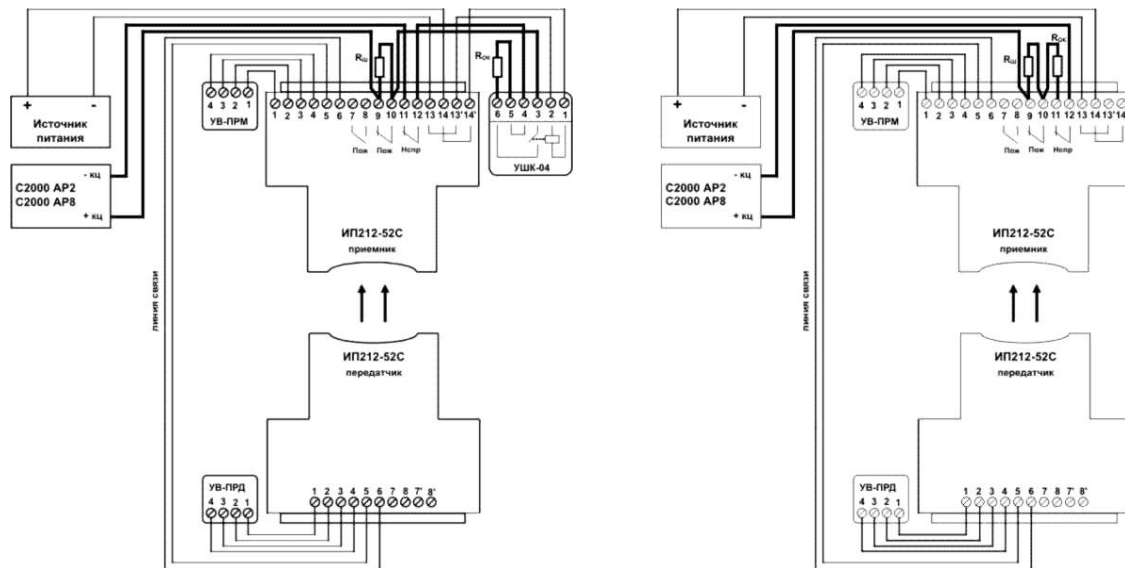 + -
Источник
питания
- кц
С2000 АР2
С2000 АР8
+ кц
4 3 2 1
УВ-ПРМ
Rш
Rок
1 2 3 4 5 6 7 8 9 10 11 12 13 14 13' 14'
Пож Пож Нспр
6 5 4 3 2 1
УШК-04
ИП212-52С
приемник
линия связи
ИП212-52С
передатчик
УВ-ПРД
4 3 2 1
1 2 3 4 5 6 7 8 7' 8'
+ -
Источник
питания
- кц
С2000 АР2
С2000 АР8
+ кц
4 3 2 1
УВ-ПРМ
Rш
Rок
1 2 3 4 5 6 7 8 9 10 11 12 13 14 13' 14
Пож Пож Нспр
ИП212-52С
приемник
линия связи
ИП212-52С
передатчик
УВ-ПРД
4 3 2 1
1 2 3 4 5 6 7 8 7' 8'